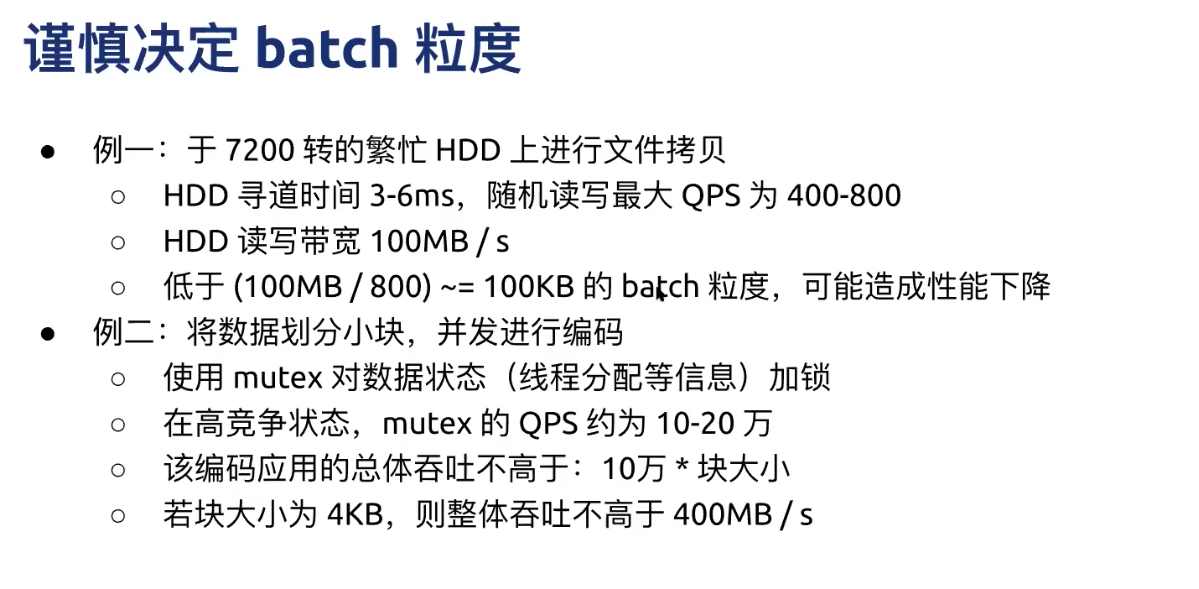 谨慎决定 batch 粒度
● 例一：于 7200 转的繁忙 HDD 上进行文件拷贝
○ HDD 寻道时间 3-6ms，随机读写最大 QPS 为 400-800
○ HDD 读写带宽 100MB / s
○ 低于 (100MB / 800) ~= 100KB 的 batch 粒度，可能造成性能下降
● 例二：将数据划分小块，并发进行编码
○ 使用 mutex 对数据状态（线程分配等信息）加锁
○ 在高竞争状态，mutex 的 QPS 约为 10-20 万
○ 该编码应用的总体吞吐不高于：10万 * 块大小
○ 若块大小为 4KB，则整体吞吐不高于 400MB / s